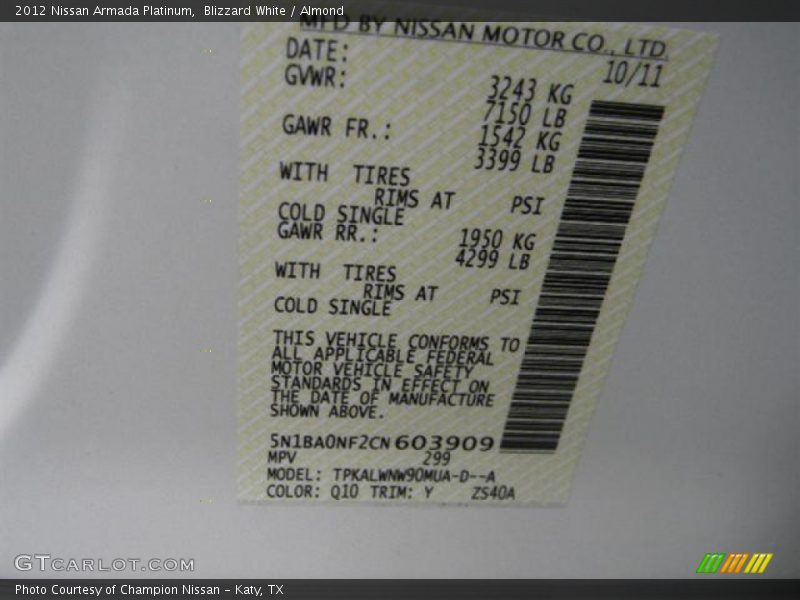 2012 Nissan Armada Platinum,  Blizzard White / Almond
MFD BY NISSAN MOTOR CO., LTD.
DATE: 10/11
GVWR: 3243 KG
7150 LB
GAWR FR.: 1542 KG
3399 LB
WITH TIRES
RIMS AT PSI
COLD SINGLE
GAWR RR.: 1950 KG
4299 LB
WITH TIRES
RIMS AT PSI
COLD SINGLE
THIS VEHICLE CONFORMS TO
ALL APPLICABLE FEDERAL
MOTOR VEHICLE SAFETY
STANDARDS IN EFFECT ON
THE DATE OF MANUFACTURE
SHOWN ABOVE.
5N1BA0NF2CN603909
MPV 299
MODEL: TPKALWNW90MUA-D--A
COLOR: Q10 TRIM: Y ZS40A
GTCARLOT.COM
Photo Courtesy of Champion Nissan - Katy, TX